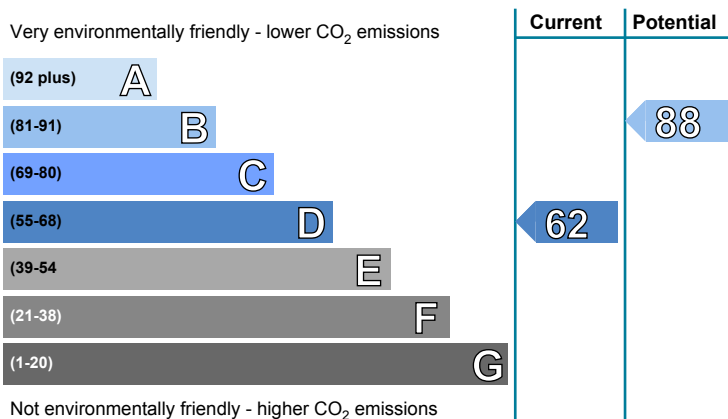 Current Potential
Very environmentally friendly - lower CO2 emissions
(92 plus) A
(81-91) B 88
(69-80) C
(55-68) D 62
(39-54 E
(21-38) F
(1-20) G
Not environmentally friendly - higher CO2 emissions